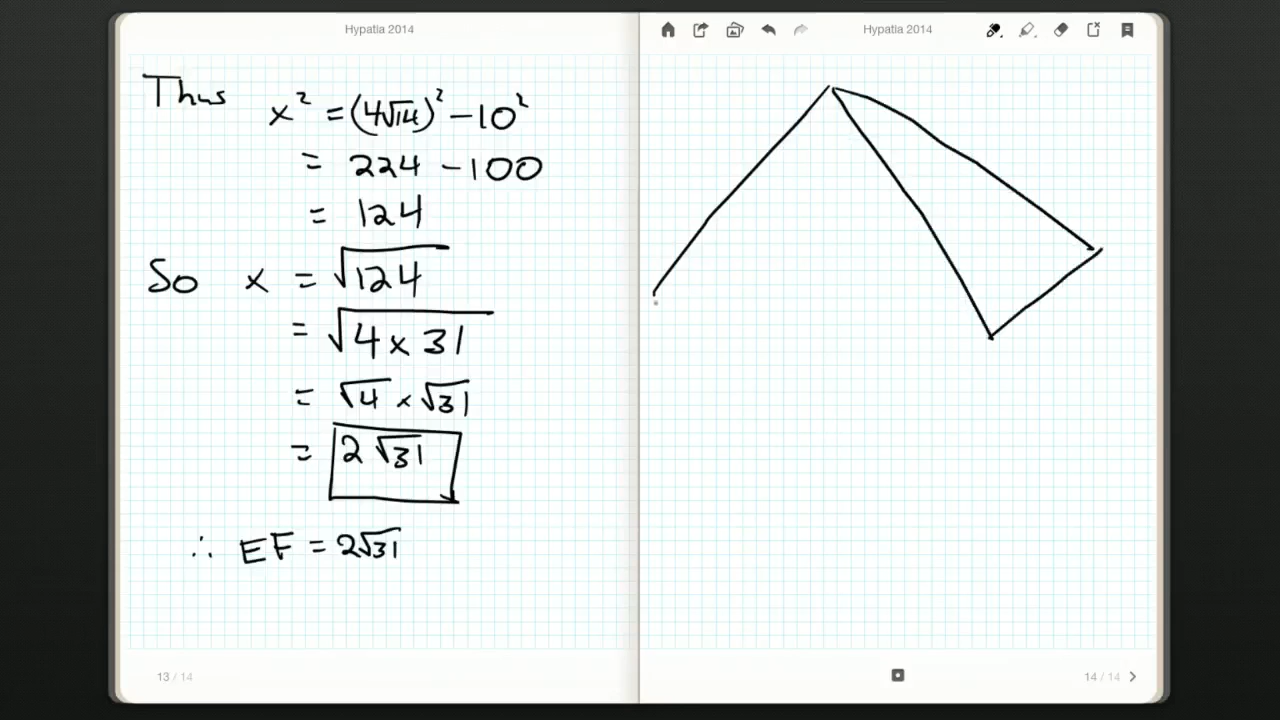 Hypatia 2014
Thus x² = (4√14)² − 10²
= 224 − 100
= 124
So x = √124
= √4 × 31
= √4 × √31
= 2√31
∴ EF = 2√31
13 / 14
Hypatia 2014
14 / 14